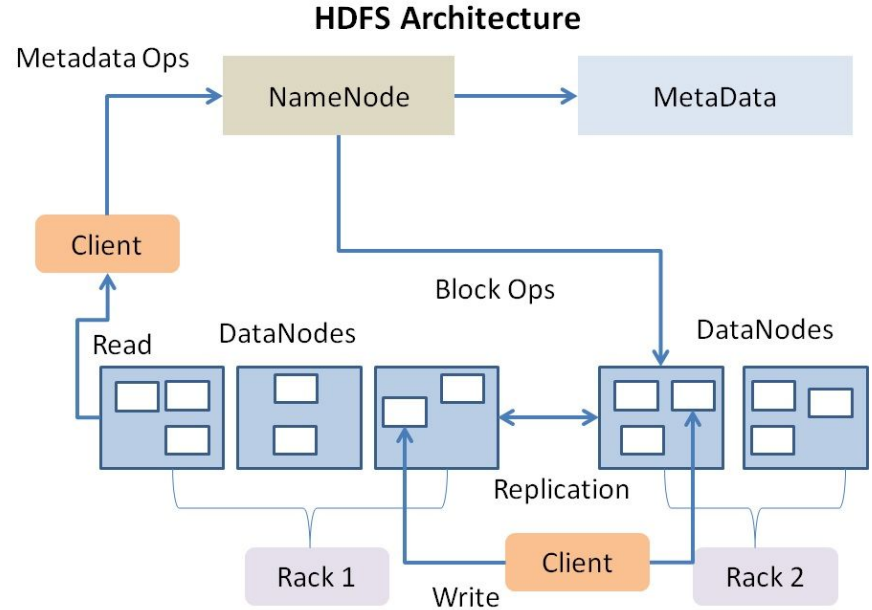 HDFS Architecture
Metadata Ops
NameNode
MetaData
Client
Block Ops
Read
DataNodes
DataNodes
Replication
Client
Rack 1
Rack 2
Write